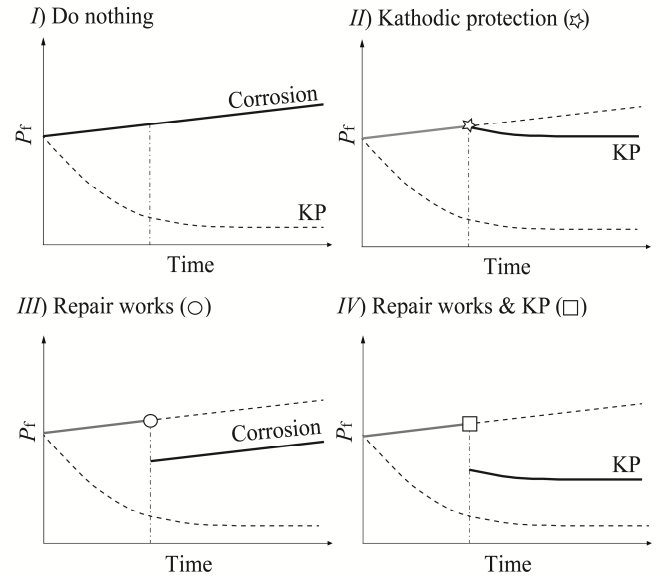 I) Do nothing
Corrosion
KP
Pf
Time
II) Kathodic protection (☆)
KP
Pf
Time
III) Repair works (○)
Corrosion
Pf
Time
IV) Repair works & KP (□)
KP
Pf
Time